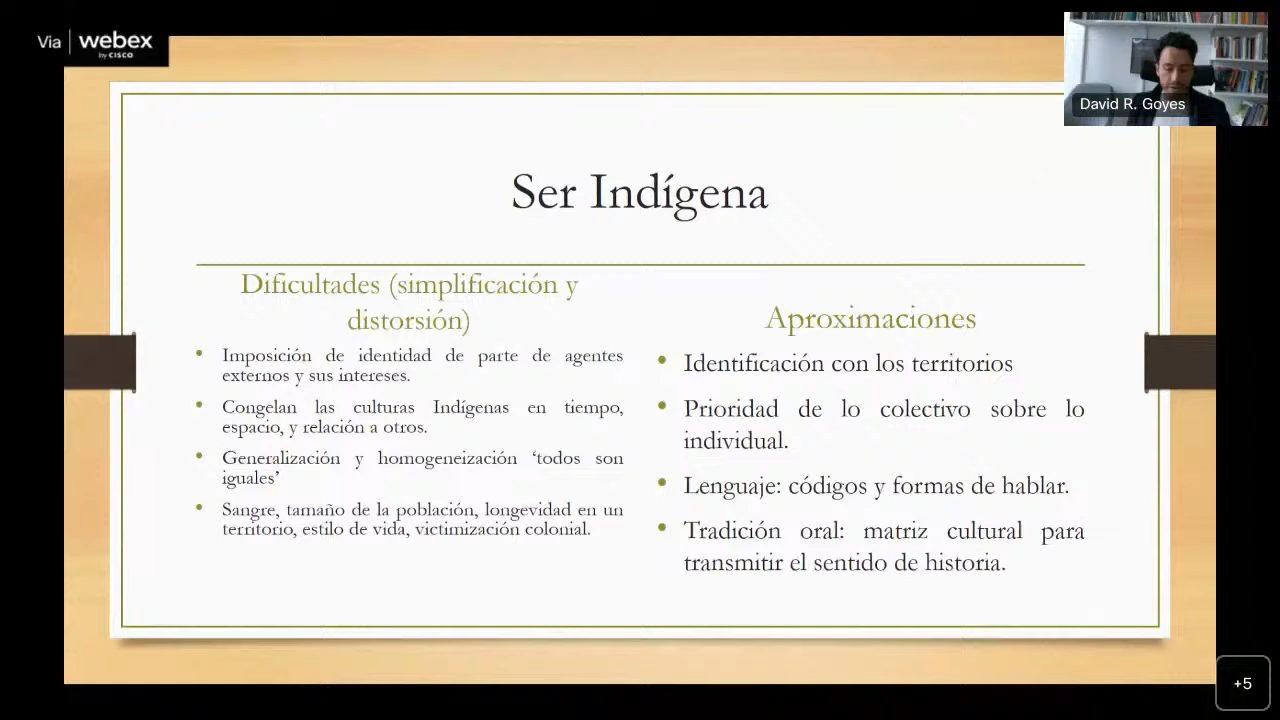 Via webex
by CISCO
David R. Goyes
Ser Indígena
Dificultades (simplificación y
distorsión)
Imposición de identidad de parte de agentes
externos y sus intereses.
Congelan las culturas Indígenas en tiempo,
espacio, y relación a otros.
Generalización y homogeneización ‘todos son
iguales’
Sangre, tamaño de la población, longevidad en un
territorio, estilo de vida, victimización colonial.
Aproximaciones
Identificación con los territorios
Prioridad de lo colectivo sobre lo
individual.
Lenguaje: códigos y formas de hablar.
Tradición oral: matriz cultural para
transmitir el sentido de historia.
+5